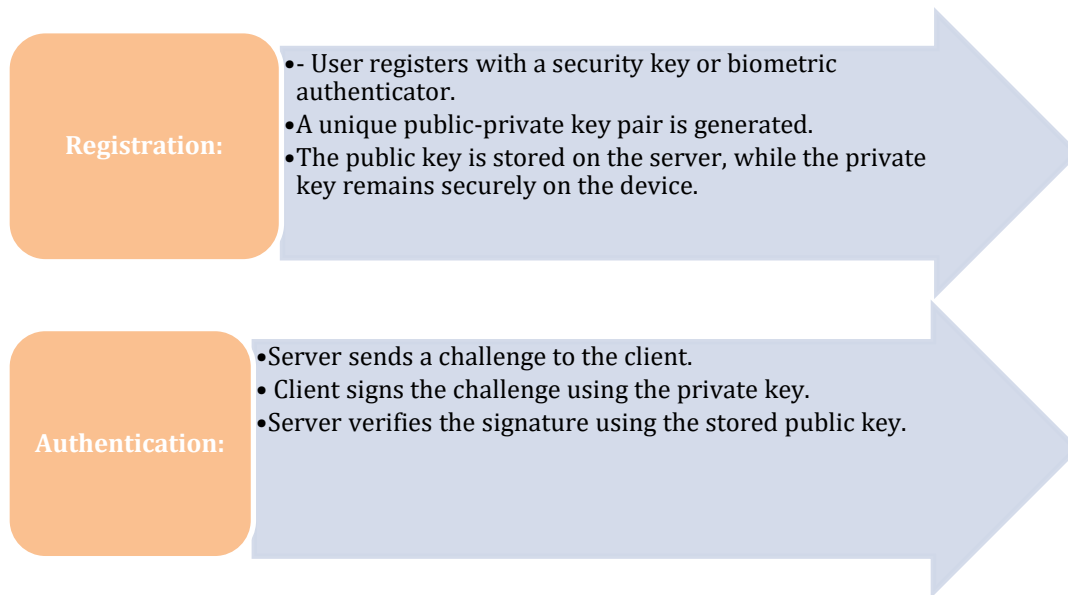 Registration:
•- User registers with a security key or biometric
authenticator.
•A unique public-private key pair is generated.
•The public key is stored on the server, while the private
key remains securely on the device.
Authentication:
•Server sends a challenge to the client.
• Client signs the challenge using the private key.
•Server verifies the signature using the stored public key.